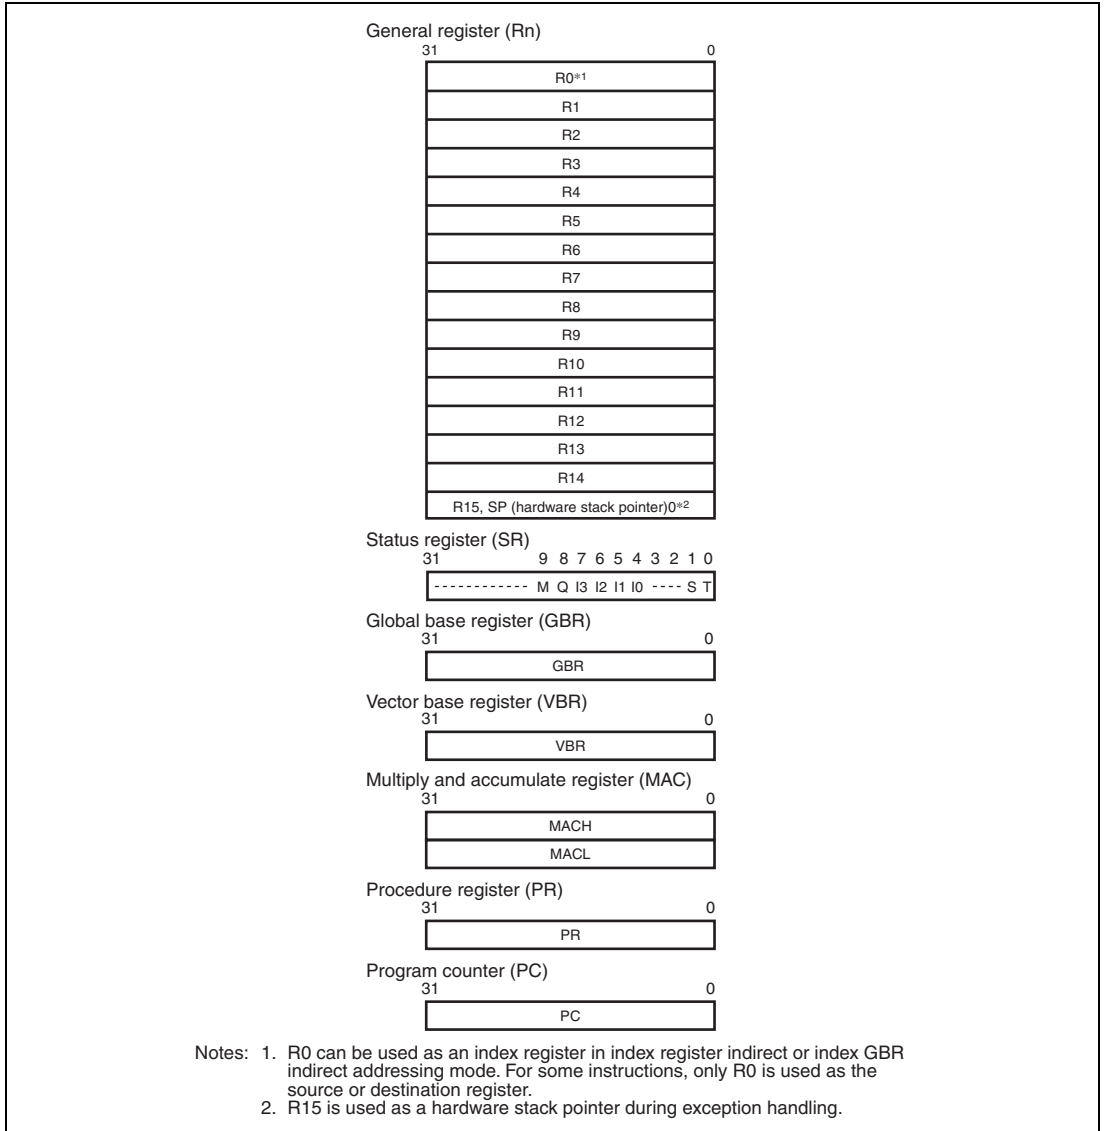 General register (Rn)
31 0
R0*1
R1
R2
R3
R4
R5
R6
R7
R8
R9
R10
R11
R12
R13
R14
R15, SP (hardware stack pointer)0*2
Status register (SR)
31 9 8 7 6 5 4 3 2 1 0
------------ M Q I3 I2 I1 I0 ---- S T
Global base register (GBR)
31 0
GBR
Vector base register (VBR)
31 0
VBR
Multiply and accumulate register (MAC)
31 0
MACH
MACL
Procedure register (PR)
31 0
PR
Program counter (PC)
31 0
PC
Notes: 1. R0 can be used as an index register in index register indirect or index GBR
indirect addressing mode. For some instructions, only R0 is used as the
source or destination register.
2. R15 is used as a hardware stack pointer during exception handling.